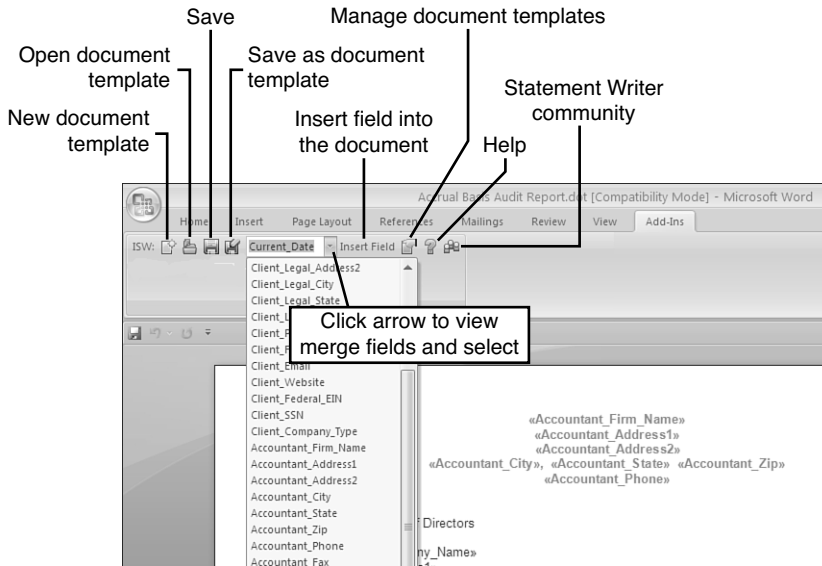 Save
Manage document templates
Open document
template
Save as document
template
Statement Writer
community
New document
template
Insert field into
the document
Help
Accrual Basis Audit Report.dot [Compatibility Mode] - Microsoft Word
Home Insert Page Layout References Mailings Review View Add-Ins
ISW: Current_Date Insert Field
Client_Legal_Address2
Client_Legal_City
Client_Legal_State
Click arrow to view
merge fields and select
Client_Email
Client_Website
Client_Federal_EIN
Client_SSN
Client_Company_Type
Accountant_Firm_Name
Accountant_Address1
Accountant_Address2
Accountant_City
Accountant_State
Accountant_Zip
Accountant_Phone
Accountant_Fax
«Accountant_Firm_Name»
«Accountant_Address1»
«Accountant_Address2»
«Accountant_City», «Accountant_State» «Accountant_Zip»
«Accountant_Phone»
Directors
ny_Name»